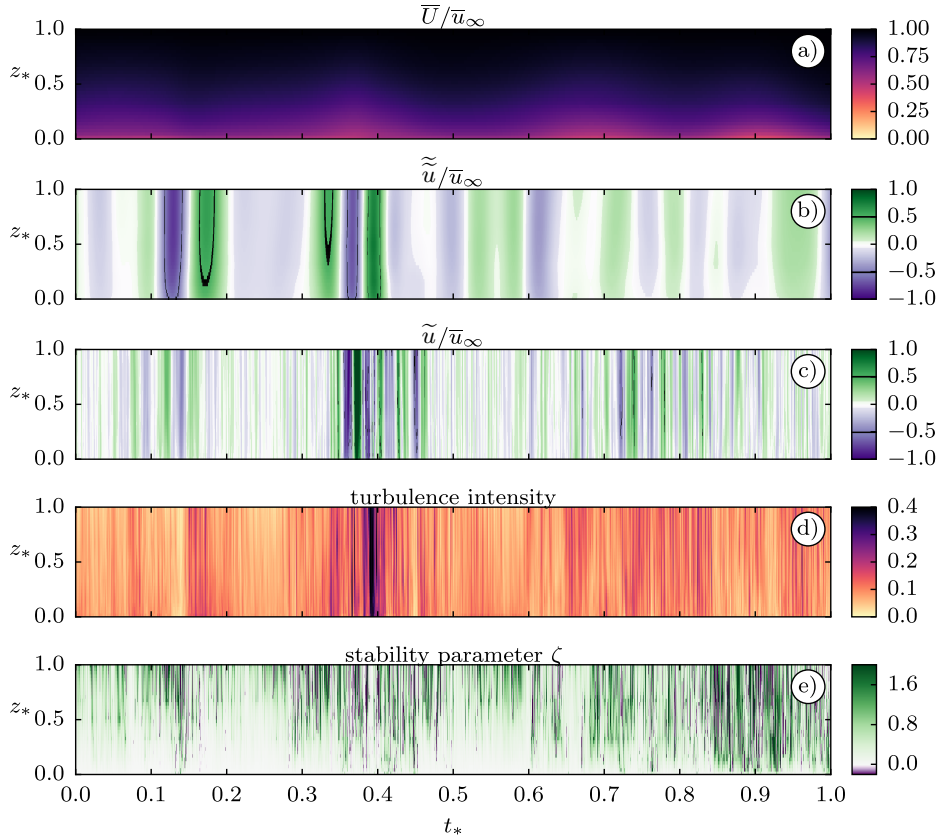 U̅/u̅∞
1.0 1.00
a)
0.75
z* 0.5 0.50
0.25
0.0 0.00
ũ̃/u̅∞
1.0 1.0
b) 0.5
z* 0.5 0.0
−0.5
0.0 −1.0
ũ/u̅∞
1.0 1.0
c) 0.5
z* 0.5 0.0
−0.5
0.0 −1.0
turbulence intensity
1.0 0.4
d) 0.3
z* 0.5 0.2
0.1
0.0 0.0
stability parameter ζ
1.0
e) 1.6
z* 0.5 0.8
0.0
0.0
0.0 0.1 0.2 0.3 0.4 0.5 0.6 0.7 0.8 0.9 1.0
t*